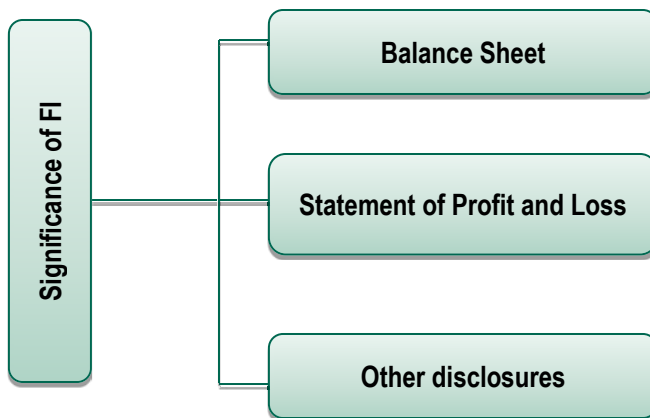 Significance of FI
Balance Sheet
Statement of Profit and Loss
Other disclosures